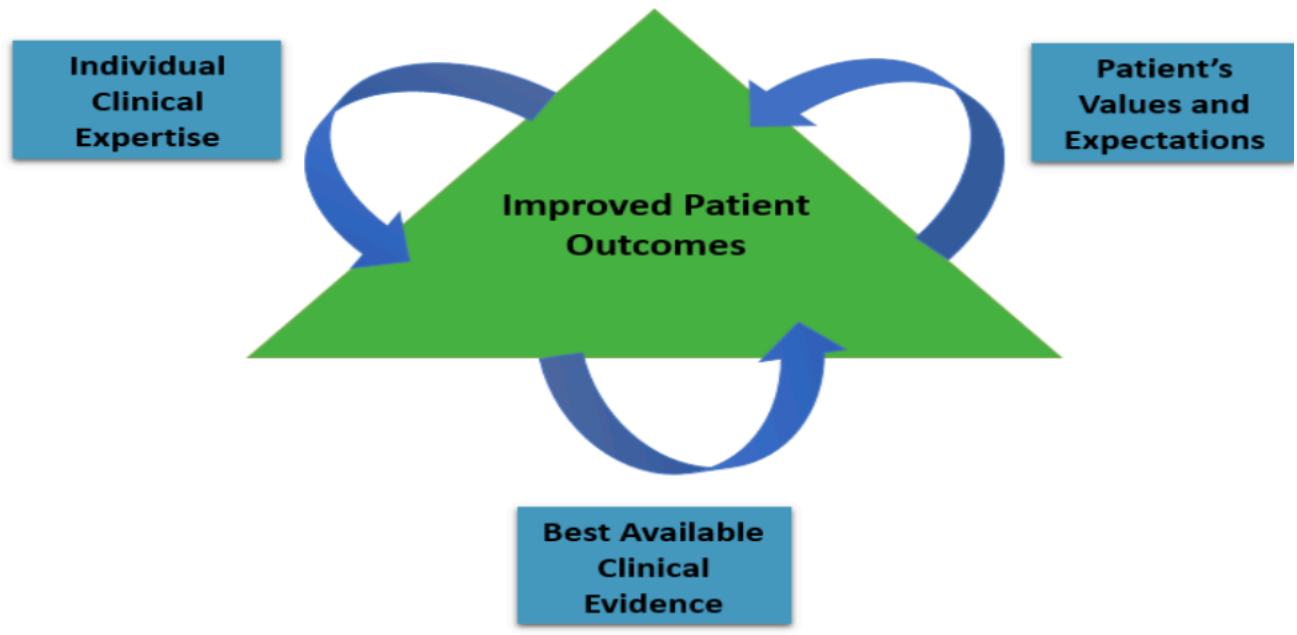 Individual
Clinical
Expertise
Patient's
Values and
Expectations
Improved Patient
Outcomes
Best Available
Clinical
Evidence